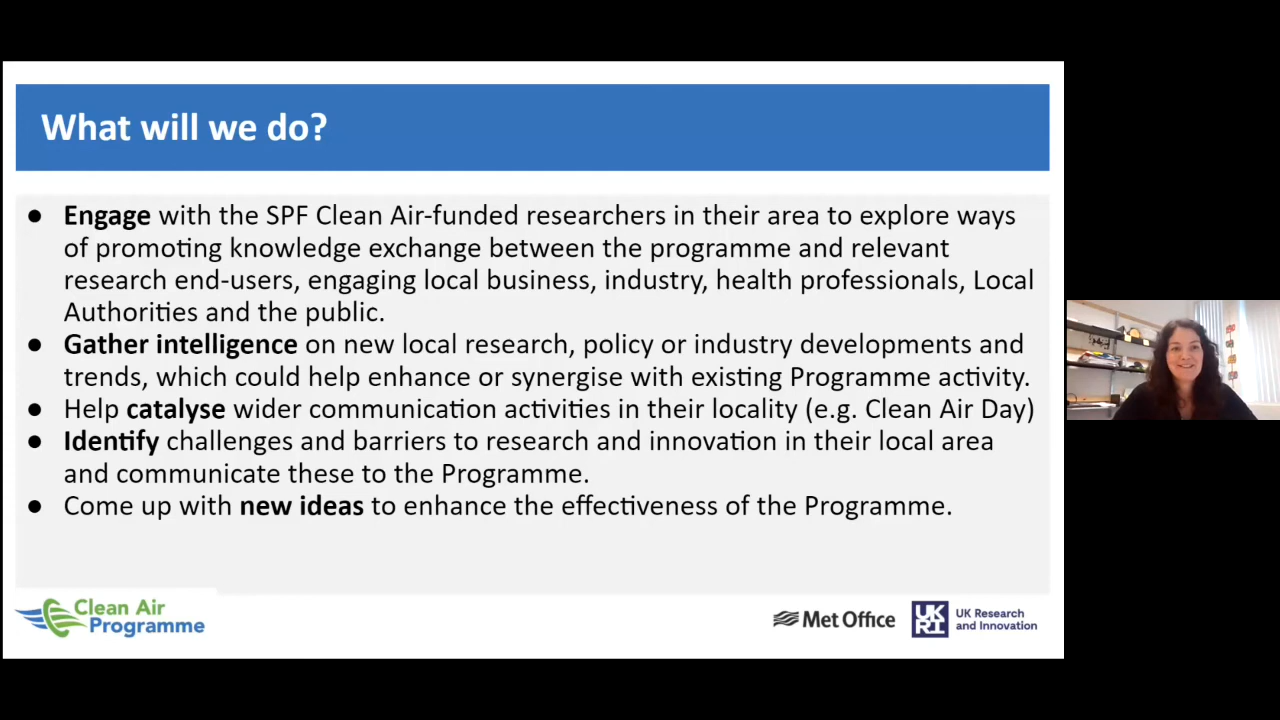 What will we do?
● Engage with the SPF Clean Air-funded researchers in their area to explore ways
of promoting knowledge exchange between the programme and relevant
research end-users, engaging local business, industry, health professionals, Local
Authorities and the public.
● Gather intelligence on new local research, policy or industry developments and
trends, which could help enhance or synergise with existing Programme activity.
● Help catalyse wider communication activities in their locality (e.g. Clean Air Day)
● Identify challenges and barriers to research and innovation in their local area
and communicate these to the Programme.
● Come up with new ideas to enhance the effectiveness of the Programme.
Clean Air
Programme
Met Office
UK
RI
UK Research
and Innovation